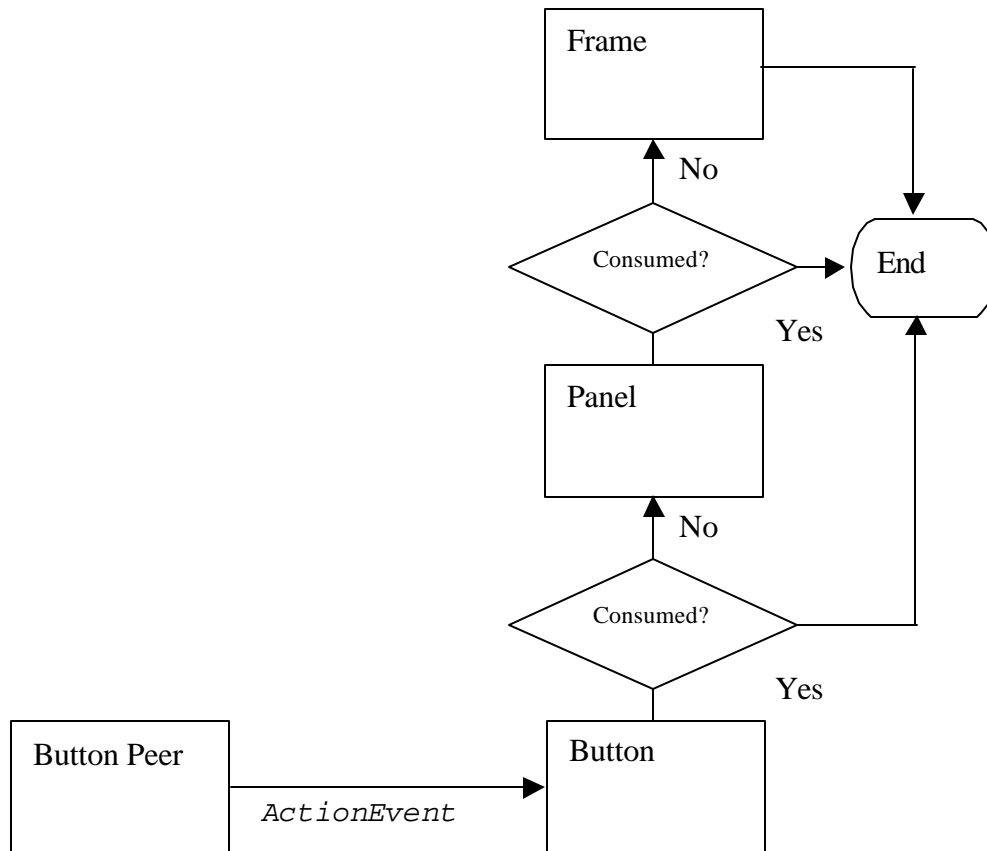 Frame
No
Consumed?
End
Yes
Panel
No
Consumed?
Yes
Button Peer
Button
ActionEvent